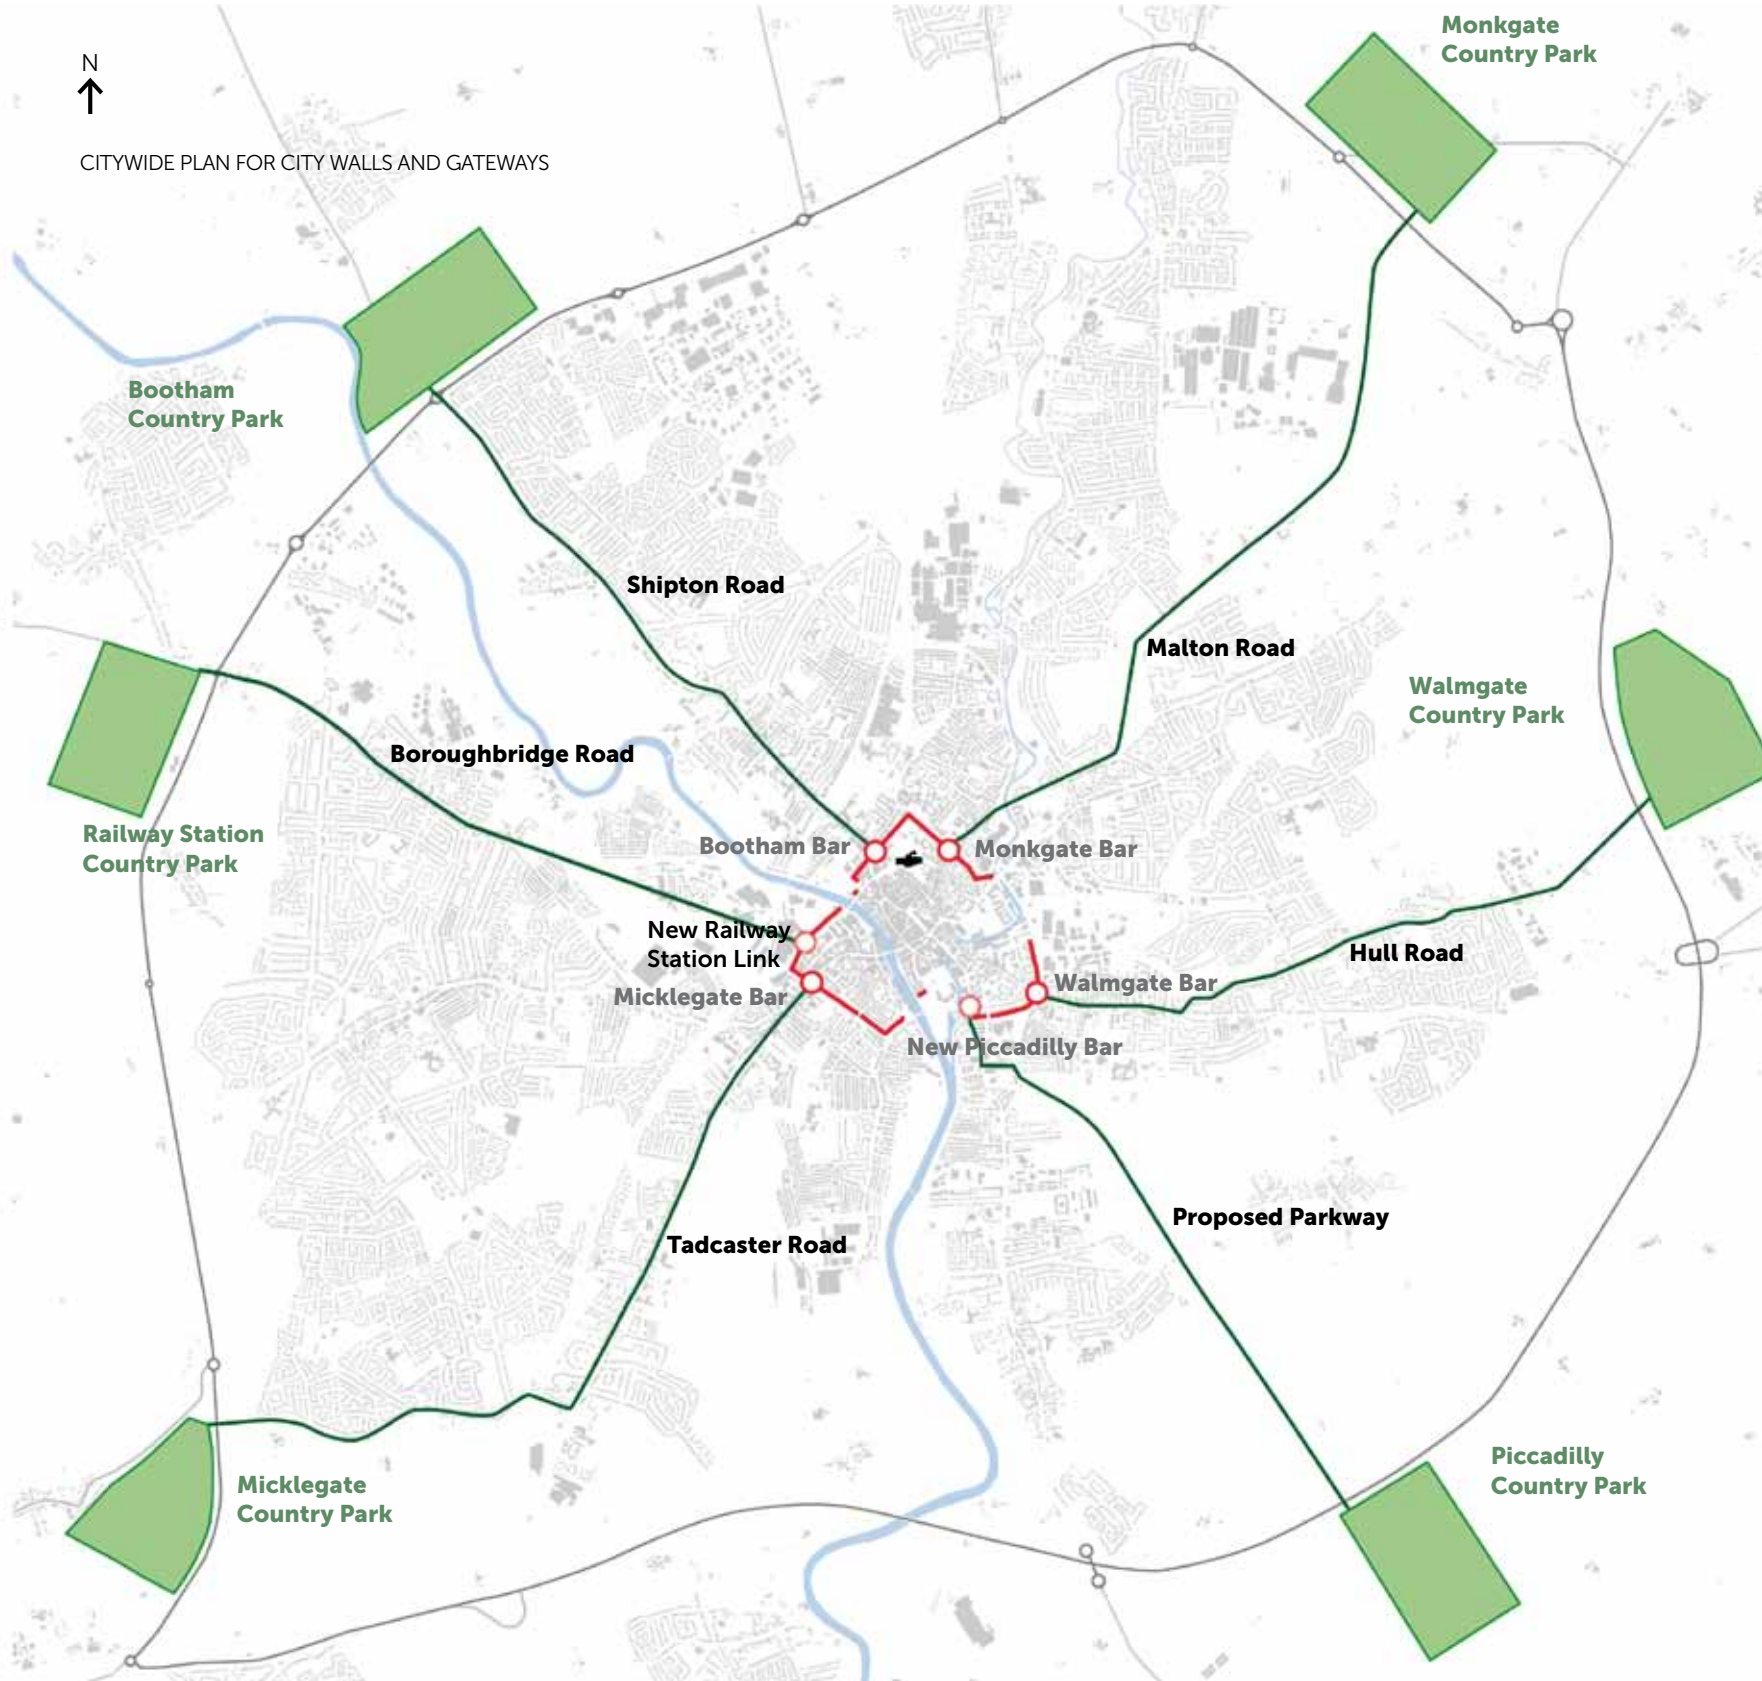 Monkgate
Country Park
N
CITYWIDE PLAN FOR CITY WALLS AND GATEWAYS
Bootham
Country Park
Shipton Road
Malton Road
Walmgate
Country Park
Boroughbridge Road
Railway Station
Country Park
Bootham Bar
Monkgate Bar
New Railway
Station Link
Hull Road
Micklegate Bar
Walmgate Bar
New Piccadilly Bar
Proposed Parkway
Tadcaster Road
Piccadilly
Country Park
Micklegate
Country Park